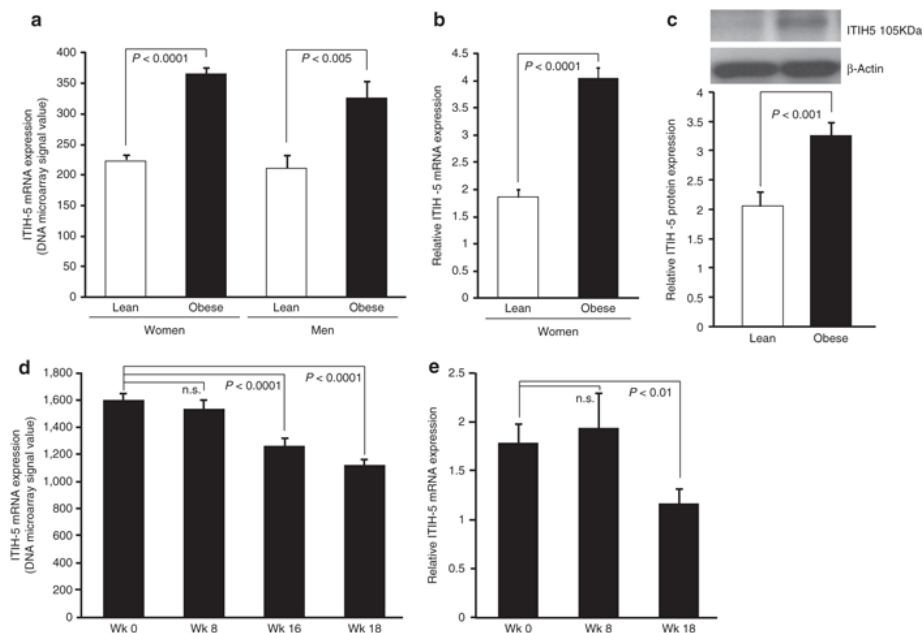 a
ITIH-5 mRNA expression
(DNA microarray signal value)
400
350
300
250
200
150
100
50
0
P < 0.0001
P < 0.005
Lean
Obese
Lean
Obese
Women
Men
b
Relative ITIH -5 mRNA expression
4.5
4
3.5
3
2.5
2
1.5
1
0.5
0
P < 0.0001
Lean
Obese
Women
c
ITIH5 105KDa
β-Actin
Relative ITIH -5 protein expression
4
3.5
3
2.5
2
1.5
1
0.5
0
P < 0.001
Lean
Obese
d
ITIH-5 mRNA expression
(DNA microarray signal value)
1,800
1,600
1,400
1,200
1,000
800
600
400
200
0
n.s.
P < 0.0001
P < 0.0001
Wk 0
Wk 8
Wk 16
Wk 18
e
Relative ITIH-5 mRNA expression
2.5
2
1.5
1
0.5
0
n.s.
P < 0.01
Wk 0
Wk 8
Wk 18